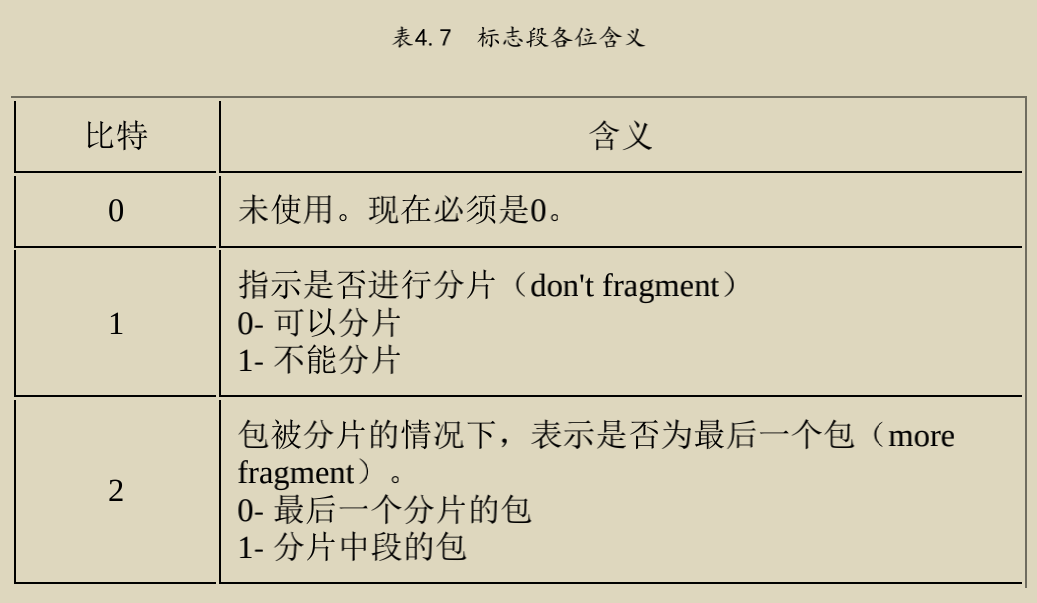 表4.7 标志段各位含义
比特 含义
0 未使用。现在必须是0。
指示是否进行分片（don't fragment）
0- 可以分片
1
1- 不能分片
包被分片的情况下，表示是否为最后一个包（more
fragment）。
2
0- 最后一个分片的包
1- 分片中段的包